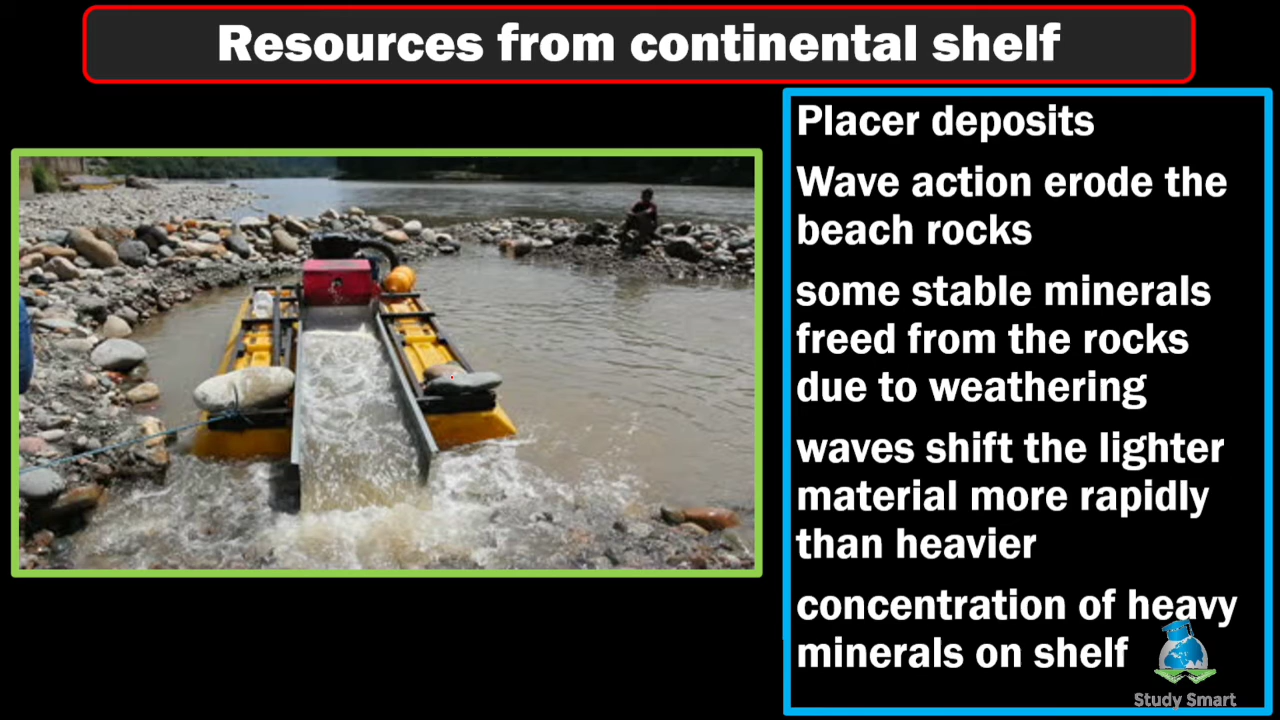 Resources from continental shelf
Placer deposits
Wave action erode the
beach rocks
some stable minerals
freed from the rocks
due to weathering
waves shift the lighter
material more rapidly
than heavier
concentration of heavy
minerals on shelf
Study Smart